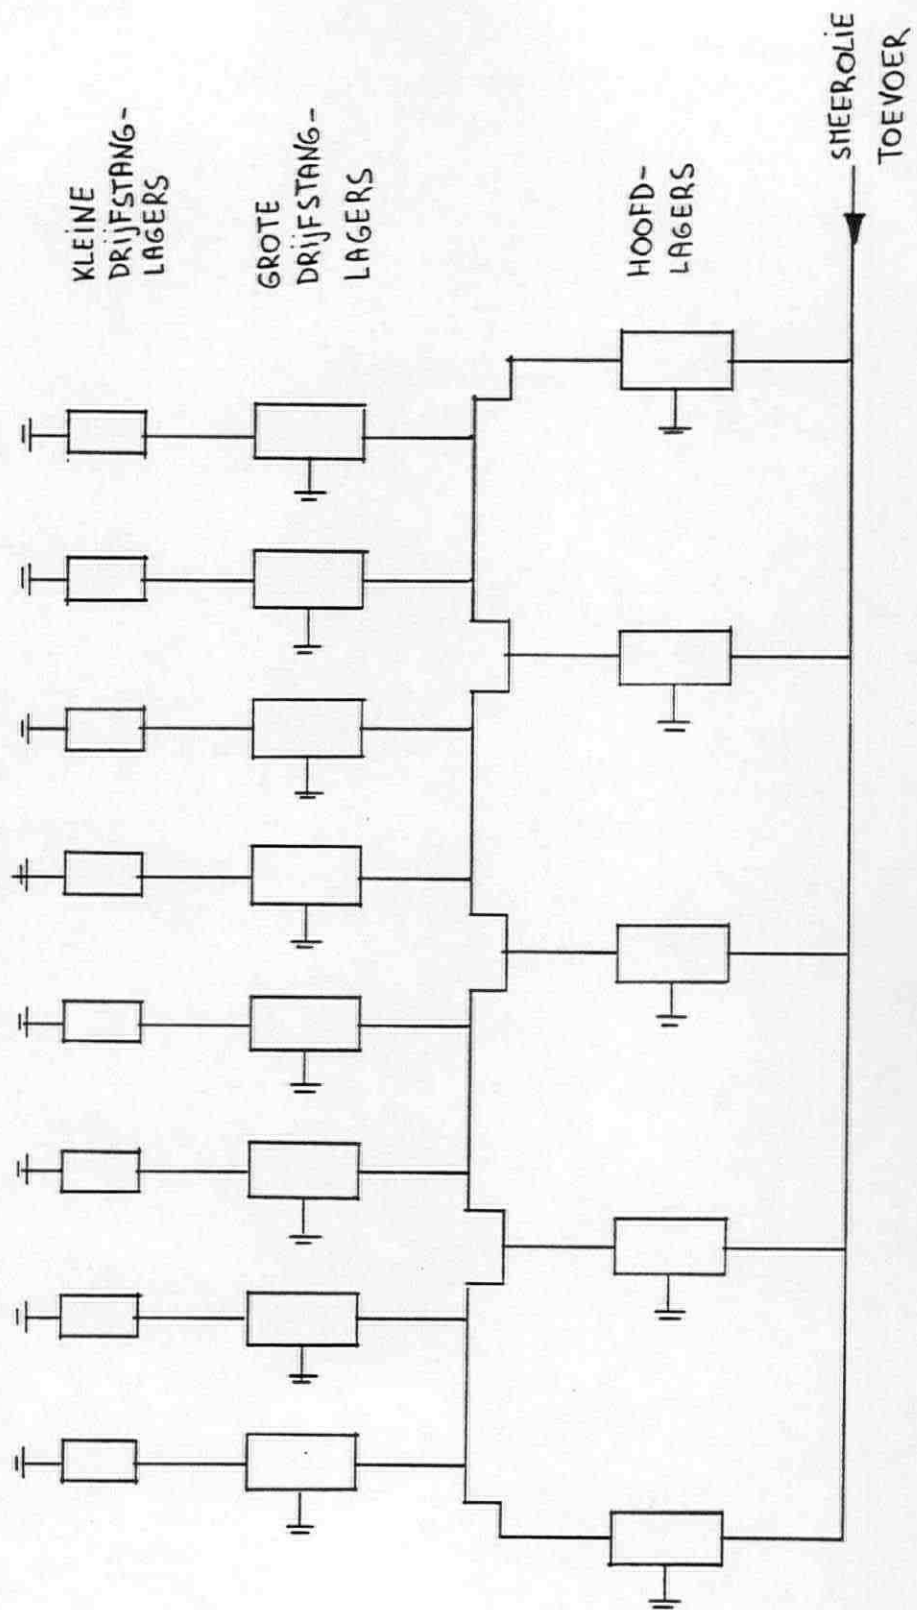 KLEINE
DRIJFSTANG-
LAGERS
GROTE
DRIJFSTANG-
LAGERS
HOOFD-
LAGERS
SMEEROLIE
TOEVOER